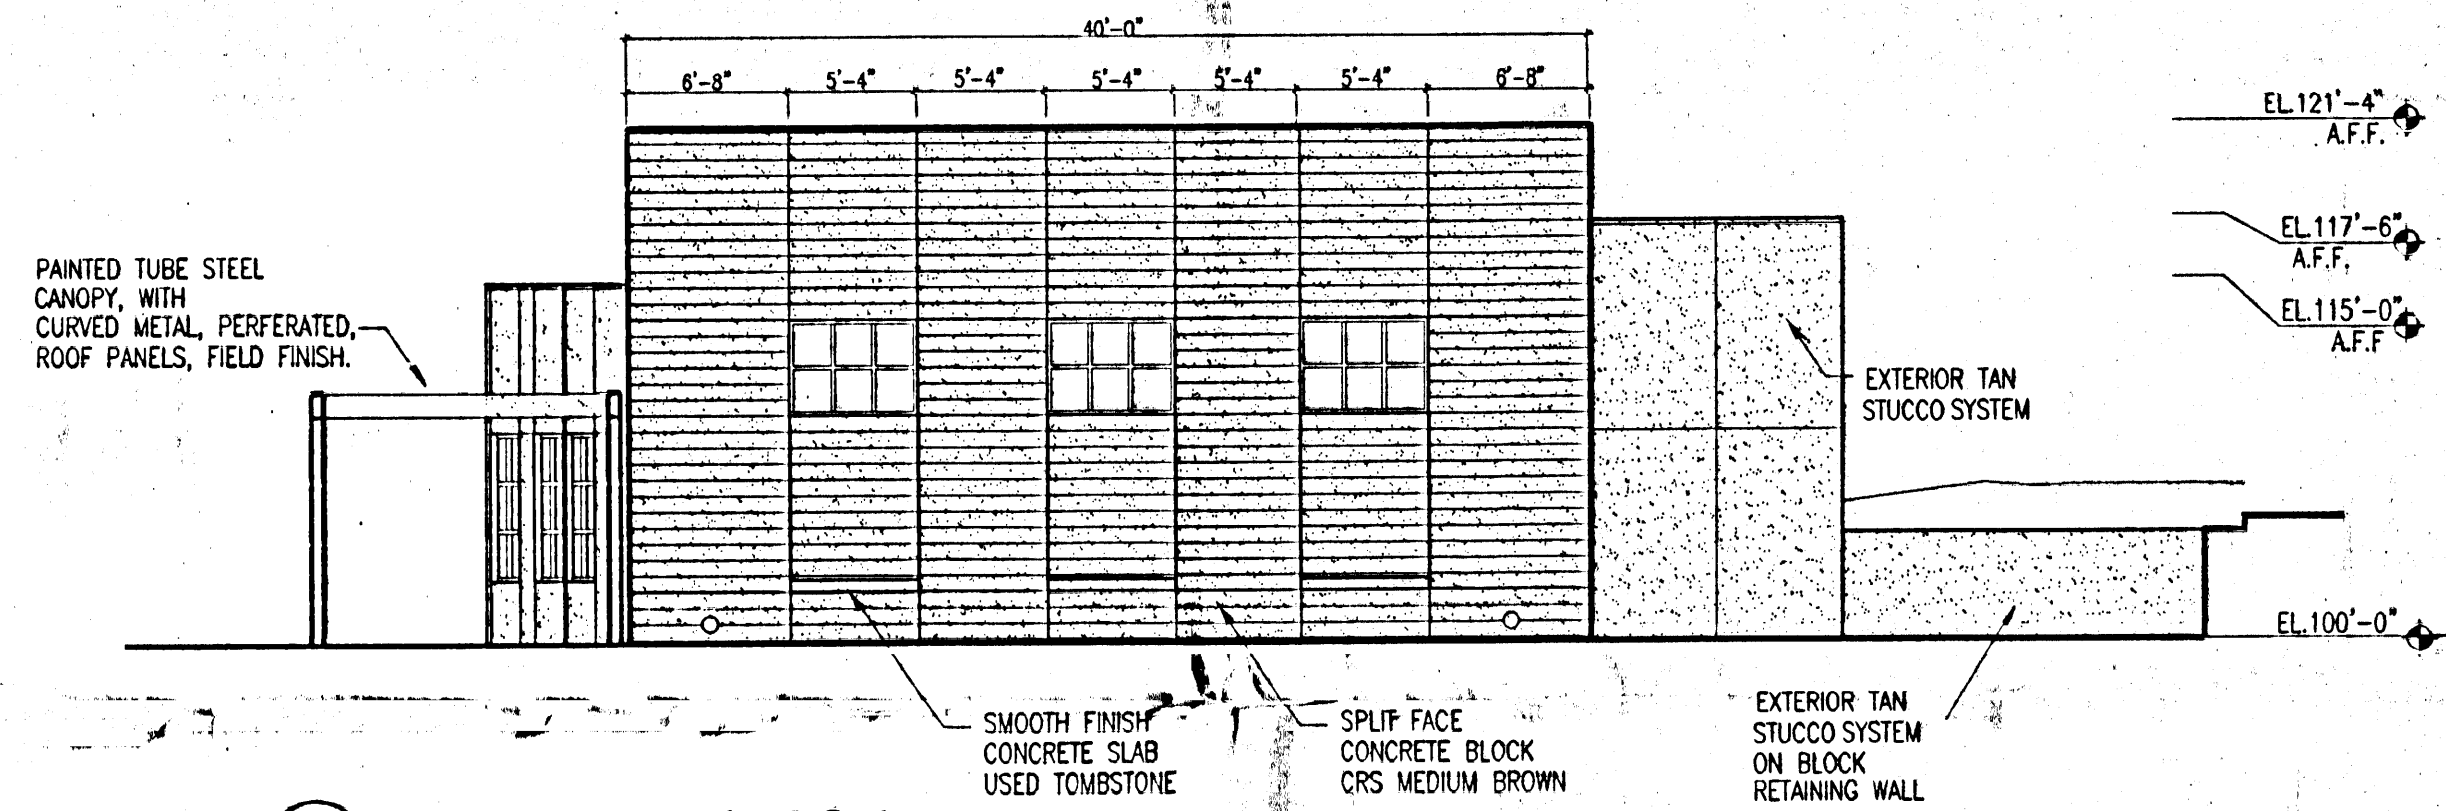 40'-0"
6'-8" 5'-4" 5'-4" 5'-4" 5'-4" 5'-4" 6'-8"
EL.121'-4"
A.F.F.
EL.117'-6"
A.F.F.
EL.115'-0"
A.F.F
PAINTED TUBE STEEL
CANOPY, WITH
CURVED METAL, PERFERATED,
ROOF PANELS, FIELD FINISH.
EXTERIOR TAN
STUCCO SYSTEM
EL.100'-0"
SMOOTH FINISH
CONCRETE SLAB
USED TOMBSTONE
SPLIT FACE
CONCRETE BLOCK
CRS MEDIUM BROWN
EXTERIOR TAN
STUCCO SYSTEM
ON BLOCK
RETAINING WALL